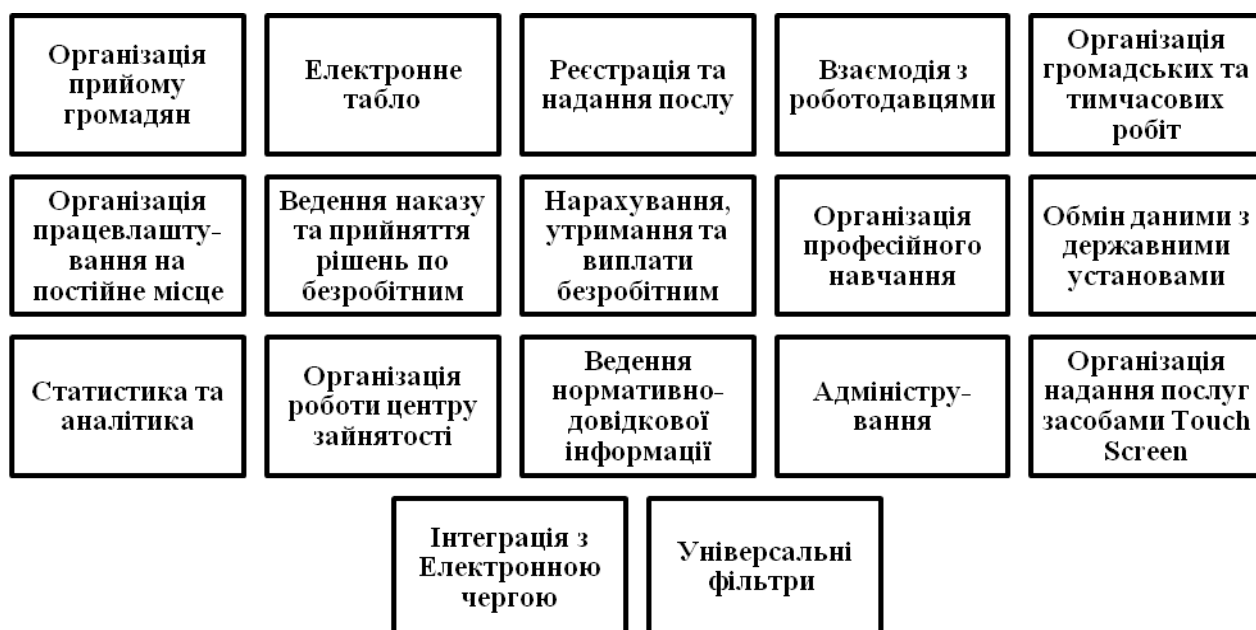 Організація
прийому
громадян
Електронне
табло
Реєстрація та
надання послу
Взаємодія з
роботодавцями
Організація
громадських та
тимчасових
робіт
Організація
працевлашту-
вання на
постійне місце
Ведення наказу
та прийняття
рішень по
безробітним
Нарахування,
утримання та
виплати
безробітним
Організація
професійного
навчання
Обмін даними з
державними
установами
Статистика та
аналітика
Організація
роботи центру
зайнятості
Ведення
нормативно-
довідкової
інформації
Адміністру-
вання
Організація
надання послуг
засобами Touch
Screen
Інтеграція з
Електронною
чергою
Універсальні
фільтри